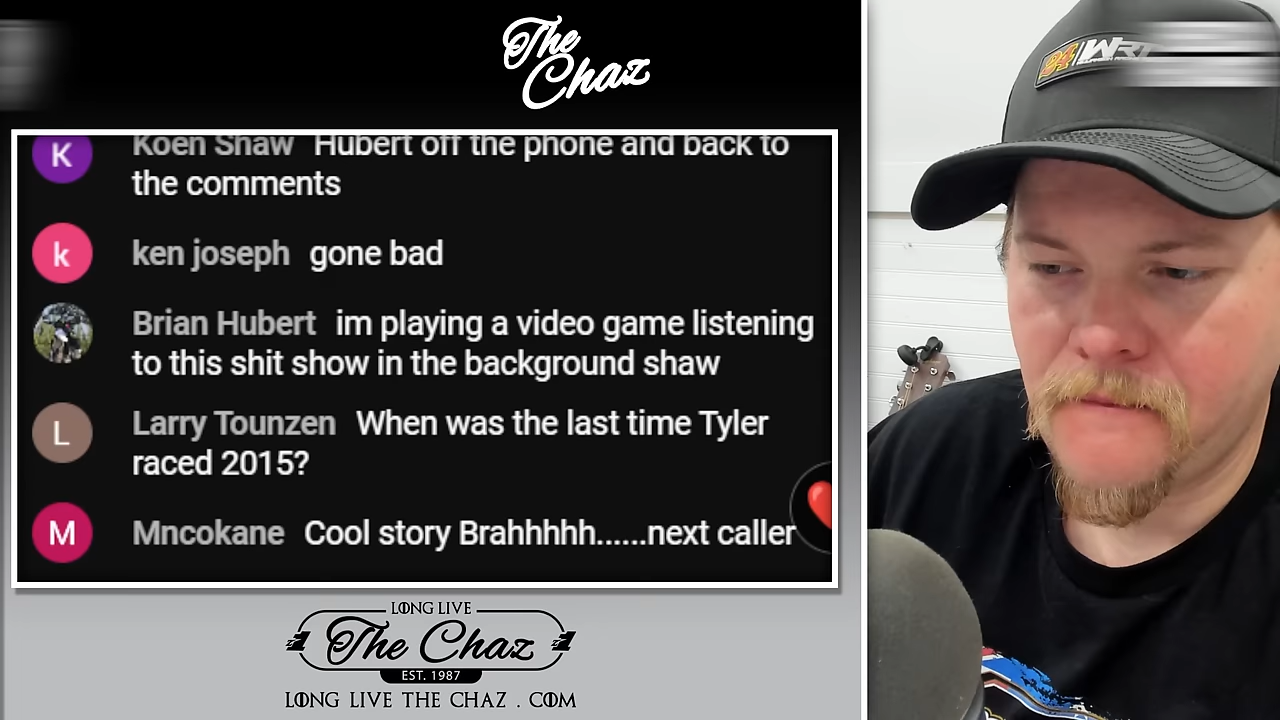 The
Chaz
24 WRT
Koen Shaw Hubert off the phone and back to
the comments
ken joseph gone bad
Brian Hubert im playing a video game listening
to this shit show in the background shaw
Larry Tounzen When was the last time Tyler
raced 2015?
Mncokane Cool story Brahhhhh......next caller
K
k
L
M
LONG LIVE
The Chaz
EST. 1987
LONG LIVE THE CHAZ . COM